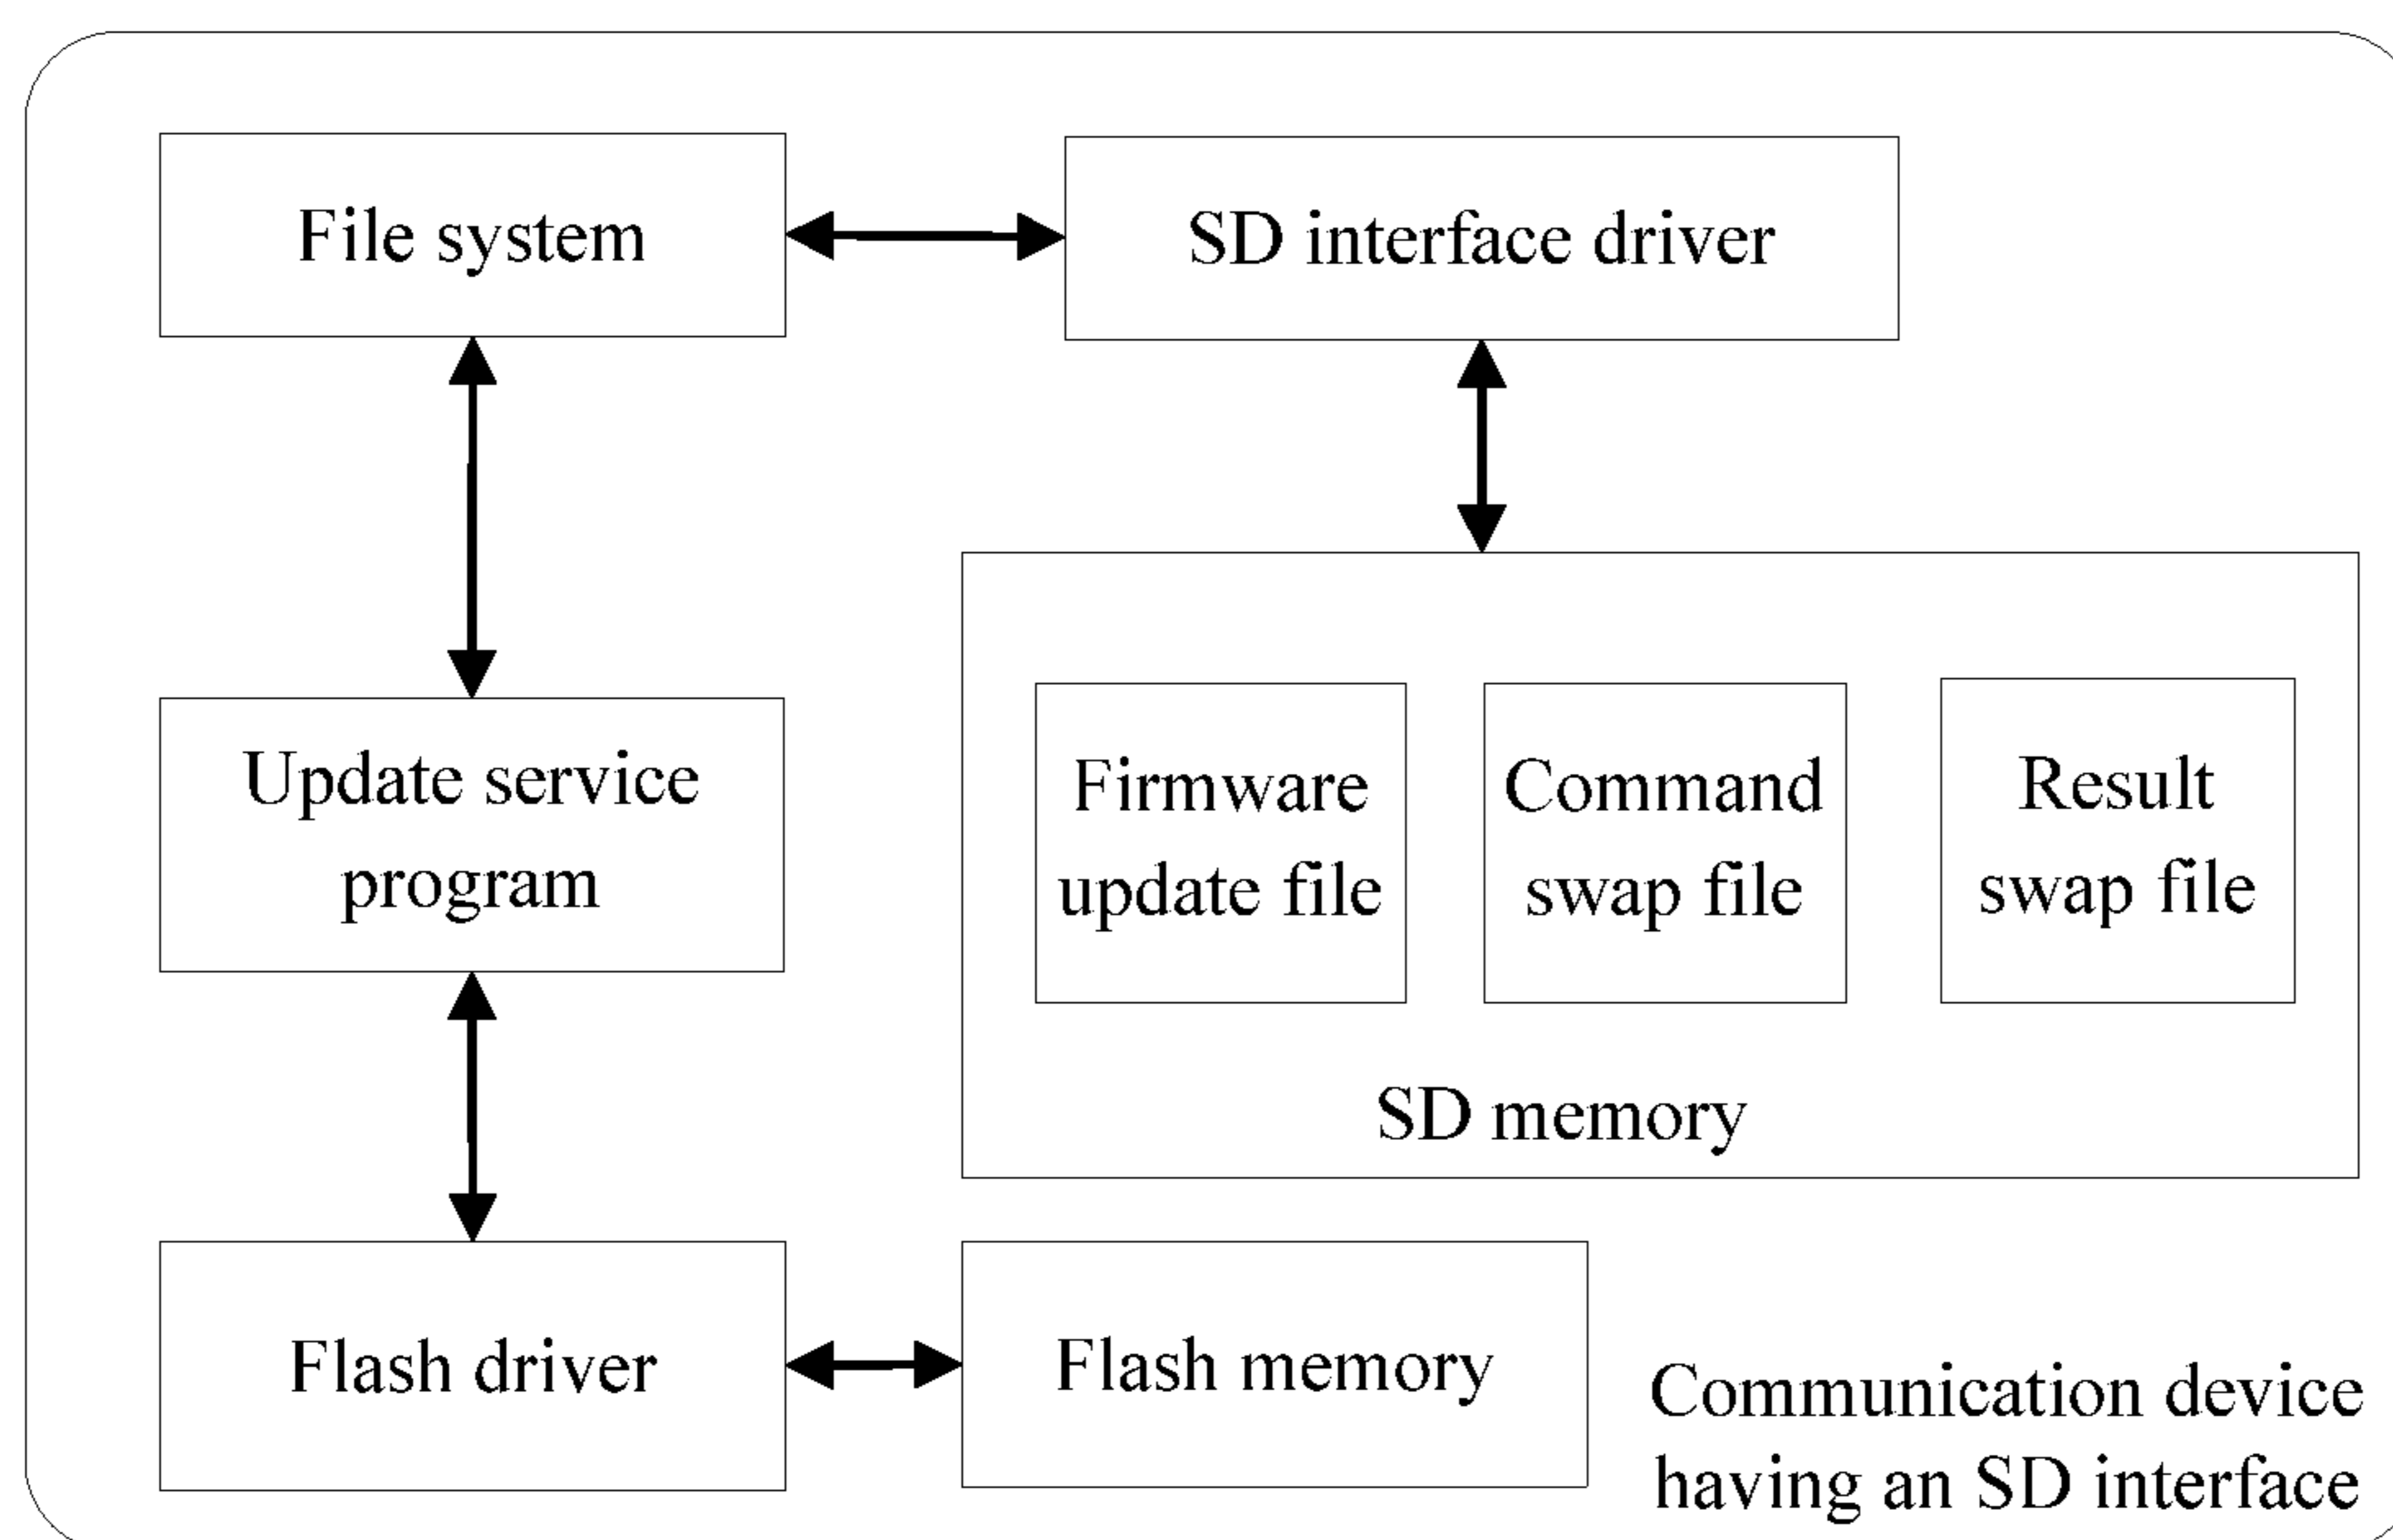 File system
SD interface driver
Update service
program
Firmware
update file
Command
swap file
Result
swap file
SD memory
Flash driver
Flash memory
Communication device
having an SD interface